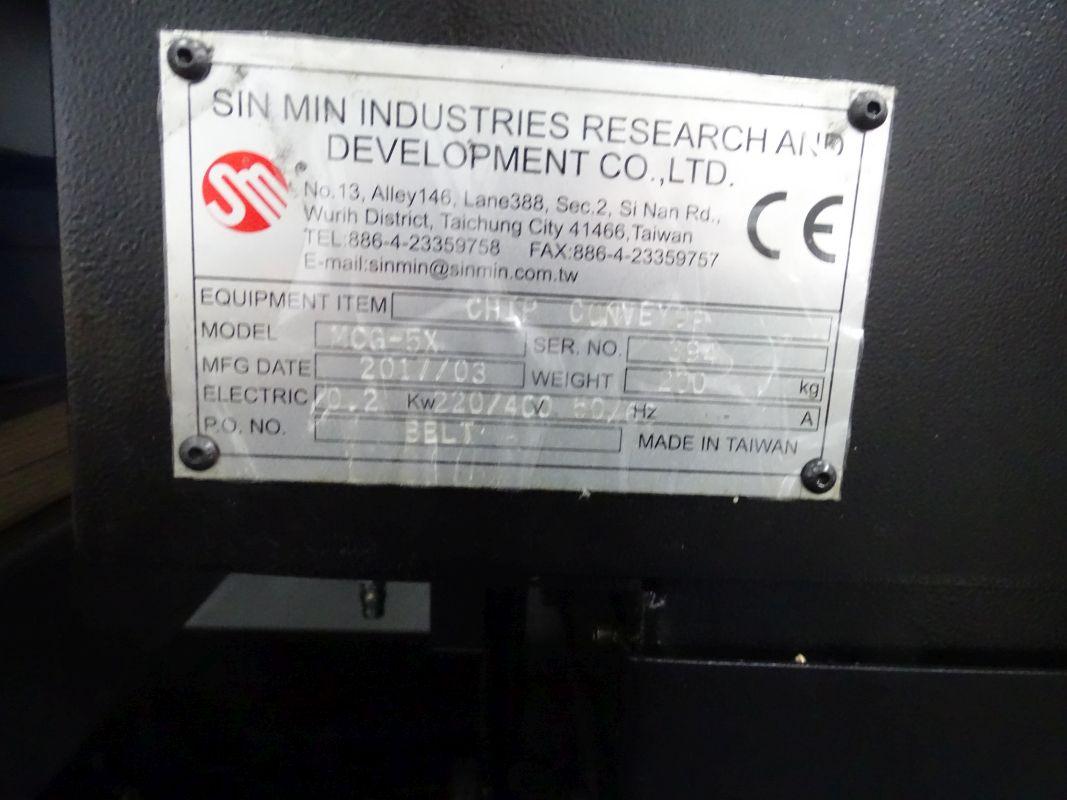 SIN MIN INDUSTRIES RESEARCH AND
DEVELOPMENT CO.,LTD.
Sm ®
No.13, Alley146, Lane388, Sec.2, Si Nan Rd.,
Wurih District, Taichung City 41466,Taiwan
TEL:886-4-23359758 FAX:886-4-23359757
E-mail:sinmin@sinmin.com.tw
CE
EQUIPMENT ITEM CHIP CONVEYOR
MODEL MCG-5X SER. NO. 394
MFG DATE 2017/03 WEIGHT 250 kg
ELECTRIC 0.2 Kw 220/400 V Hz A
P.O. NO. BELT MADE IN TAIWAN